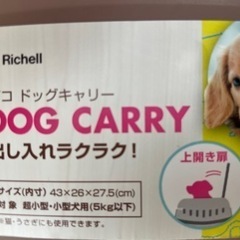 Richell
コ ドッグキャリー
DOG CARRY
出し入れラクラク！
上開き扉
サイズ(内寸) 43×26×27.5(cm)
対 象 超小型・小型犬用(5kg以下)
※猫・うさぎにも使用できます。